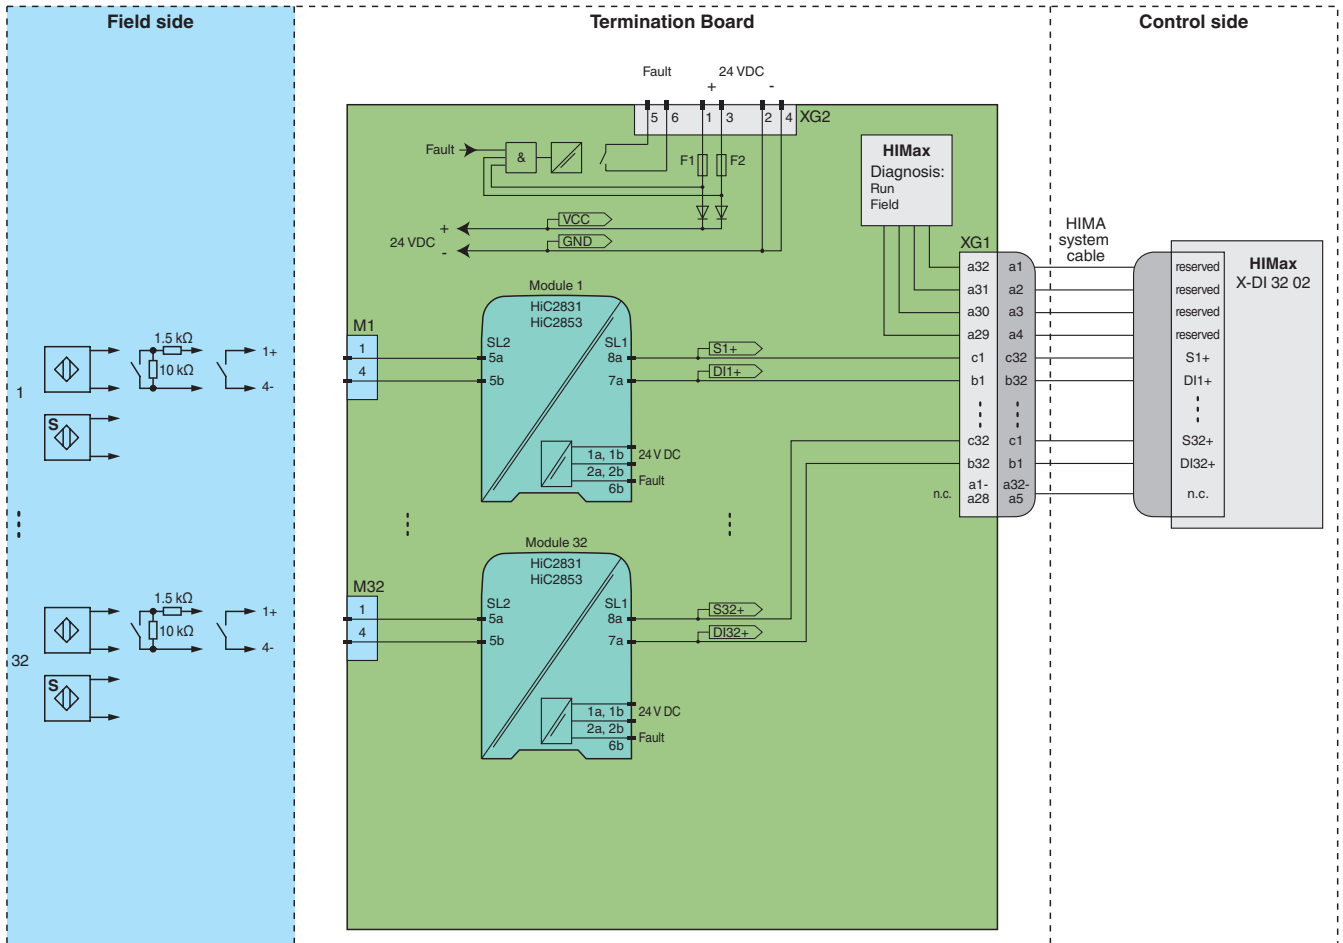 Field side
Termination Board
Control side
Fault
24 VDC
+
-
5
6
1
3
2
4
XG2
Fault
&
F1
F2
HIMax
Diagnosis:
Run
Field
VCC
+
24 VDC
-
GND
XG1
HIMA
system
cable
a32
a1
reserved
HIMax
X-DI 32 02
a31
a2
reserved
a30
a3
reserved
a29
a4
reserved
c1
c32
S1+
b1
b32
DI1+
c32
c1
S32+
b32
b1
DI32+
n.c.
a1-
a28
a32-
a5
n.c.
Module 1
HiC2831
HiC2853
M1
1
4
SL2
5a
5b
SL1
8a
7a
S1+
DI1+
1a, 1b
24 V DC
2a, 2b
Fault
6b
1
1.5 kΩ
10 kΩ
1+
4-
S
Module 32
HiC2831
HiC2853
M32
1
4
SL2
5a
5b
SL1
8a
7a
S32+
DI32+
1a, 1b
24 V DC
2a, 2b
Fault
6b
32
1.5 kΩ
10 kΩ
1+
4-
S